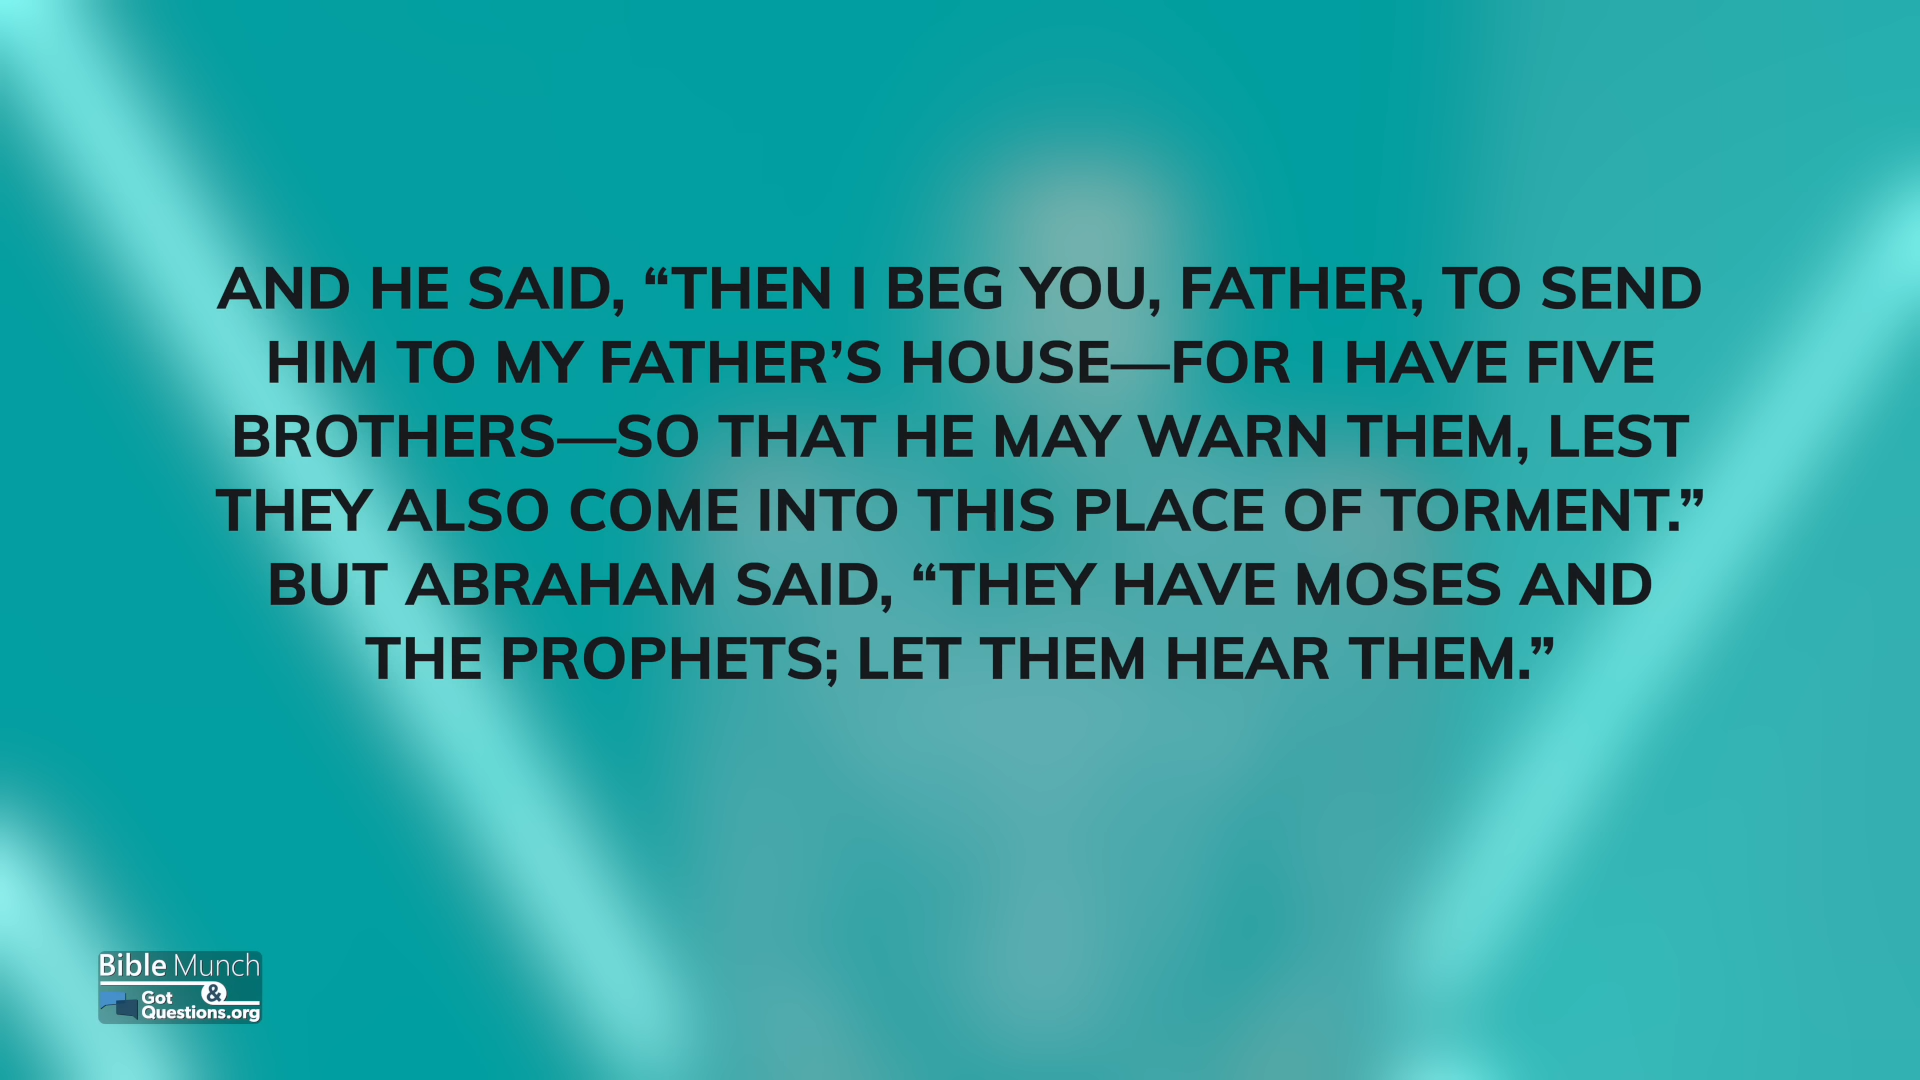 AND HE SAID, “THEN I BEG YOU, FATHER, TO SEND
HIM TO MY FATHER’S HOUSE—FOR I HAVE FIVE
BROTHERS—SO THAT HE MAY WARN THEM, LEST
THEY ALSO COME INTO THIS PLACE OF TORMENT.”
BUT ABRAHAM SAID, “THEY HAVE MOSES AND
THE PROPHETS; LET THEM HEAR THEM.”
Bible Munch
&
Got
Questions.org